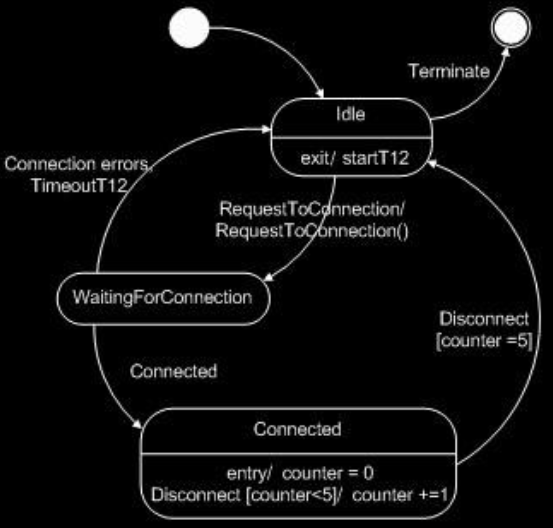 Terminate
Idle
exit/ startT12
Connection errors,
TimeoutT12
RequestToConnection/
RequestToConnection()
WaitingForConnection
Disconnect
[counter =5]
Connected
Connected
entry/ counter = 0
Disconnect [counter<5]/ counter +=1